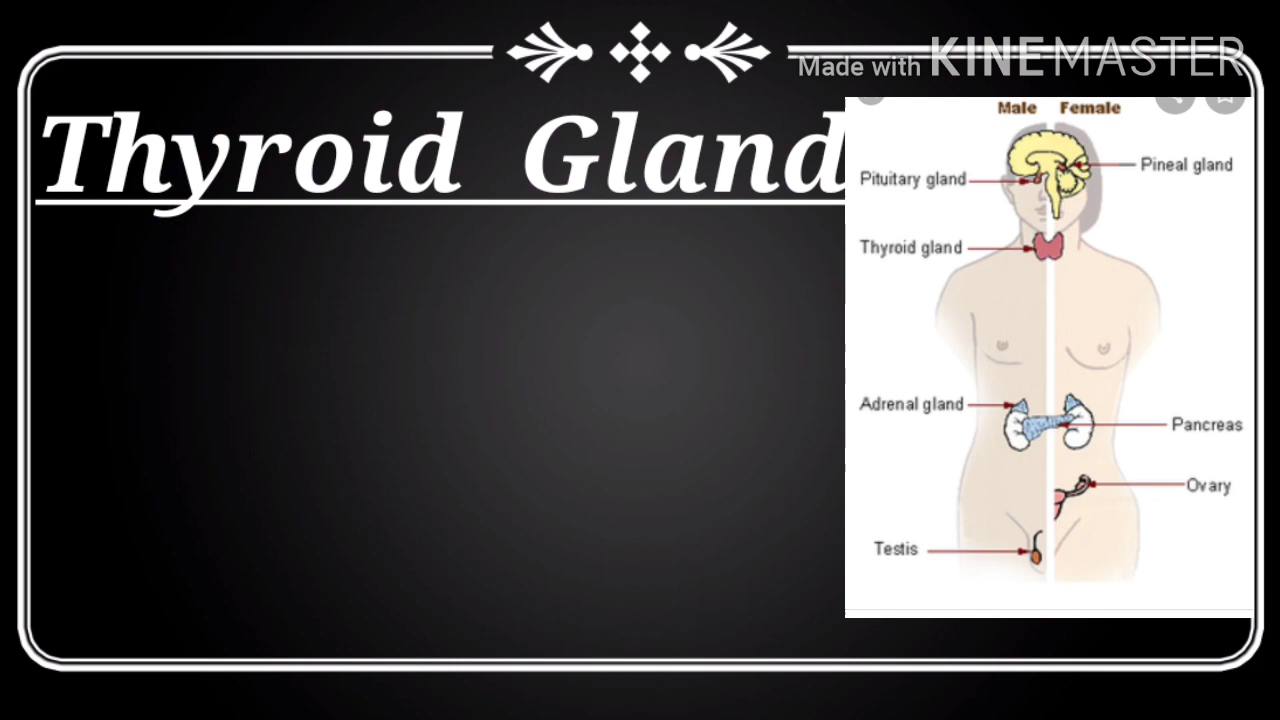 Made with KINEMASTER
Thyroid Gland
Male Female
Pineal gland
Pituitary gland
Thyroid gland
Adrenal gland
Pancreas
Ovary
Testis